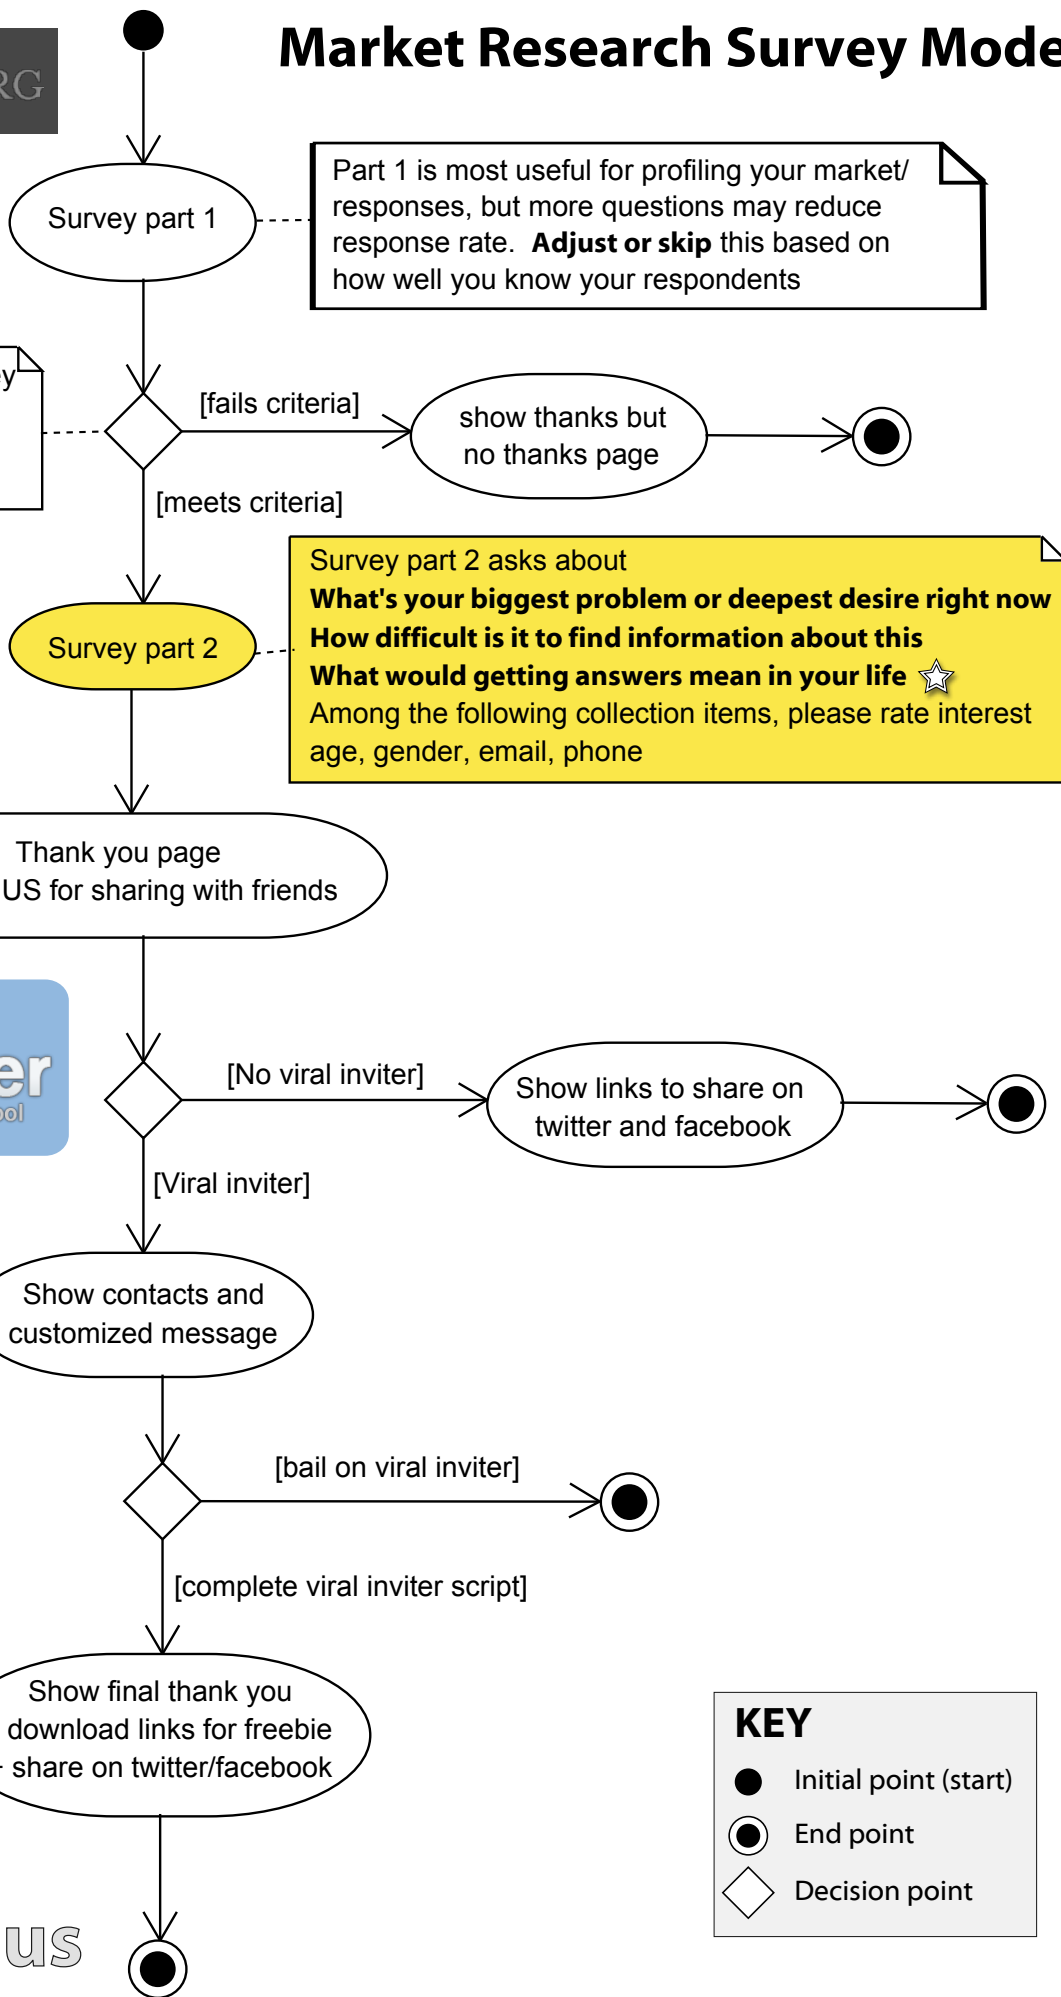 Market Research Survey Mode
RG
Survey part 1
Part 1 is most useful for profiling your market/
responses, but more questions may reduce
response rate.  Adjust or skip this based on
how well you know your respondents
ey
[fails criteria]
show thanks but
no thanks page
[meets criteria]
Survey part 2
Survey part 2 asks about
What's your biggest problem or deepest desire right now
How difficult is it to find information about this
What would getting answers mean in your life
Among the following collection items, please rate interest
age, gender, email, phone
Thank you page
US for sharing with friends
er
ool
[No viral inviter]
Show links to share on
twitter and facebook
[Viral inviter]
Show contacts and
customized message
[bail on viral inviter]
[complete viral inviter script]
Show final thank you
download links for freebie
share on twitter/facebook
KEY
Initial point (start)
End point
Decision point
us